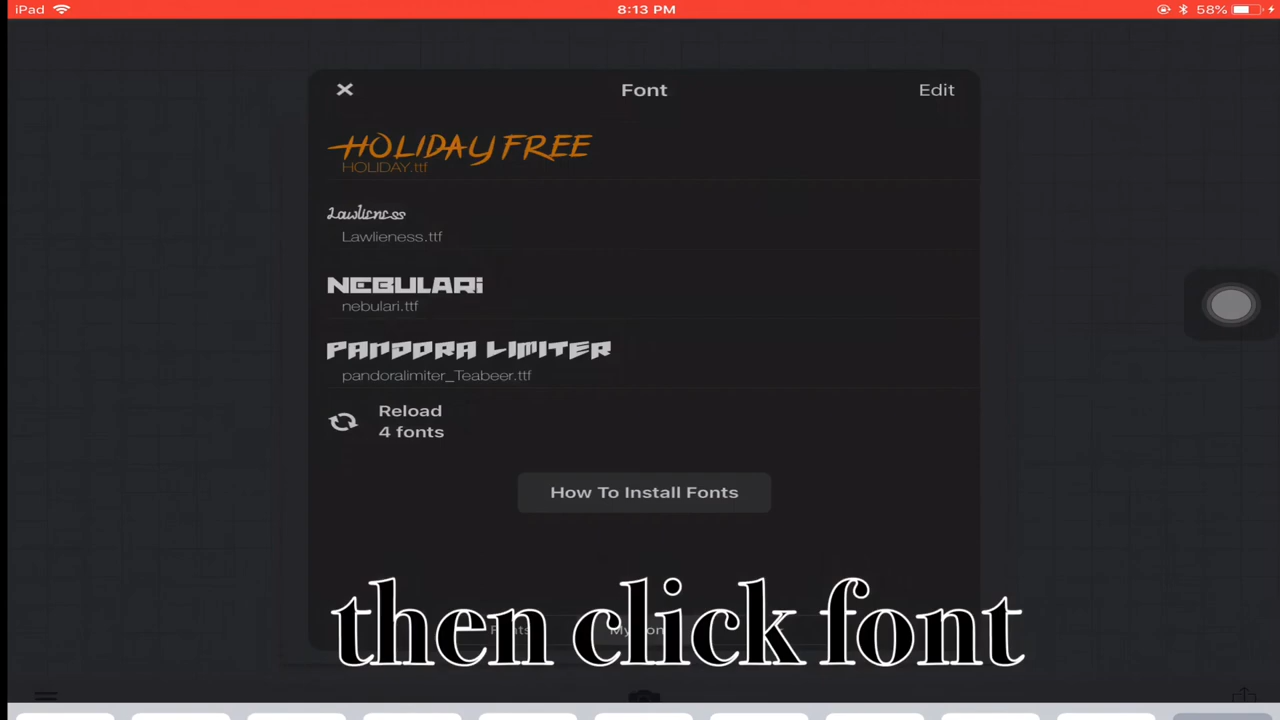 iPad 8:13 PM 58%
Font Edit
HOLIDAY FREE
HOLIDAY.ttf
Lawlieness
Lawlieness.ttf
NEBULARI
nebulari.ttf
PANDORA LIMITER
pandoralimiter_Teabeer.ttf
Reload
4 fonts
How To Install Fonts
then click font